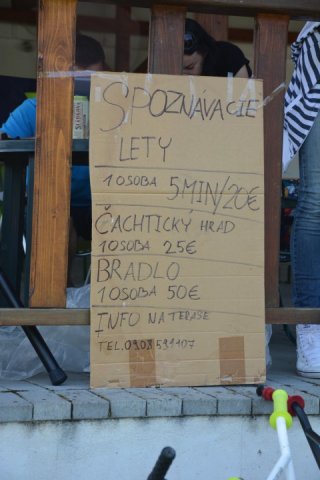 SPOZNÁVACIE
LETY
1 OSOBA 5MIN/20€
ČACHTICKÝ HRAD
1 OSOBA 25€
BRADLO
1 OSOBA 50€
INFO NA TERASE
TEL. 0908 591107